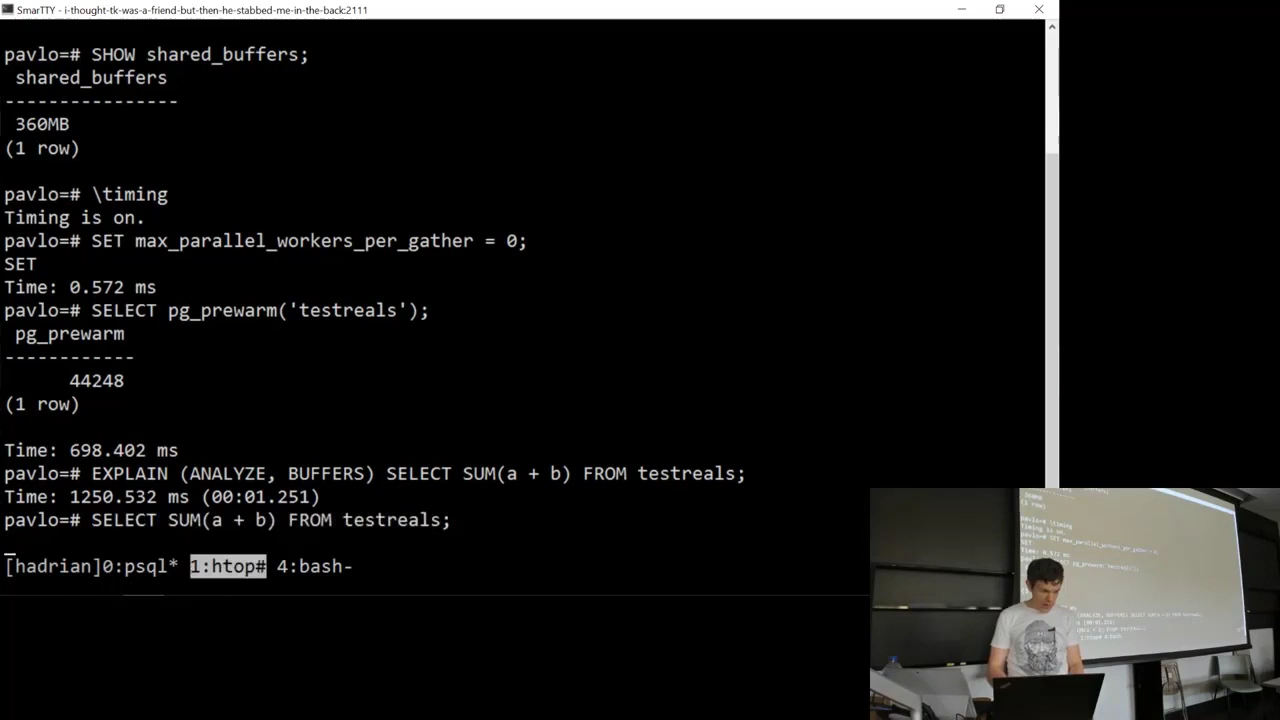 SmarTTY - i-thought-tk-was-a-friend-but-then-he-stabbed-me-in-the-back:2111
pavlo=# SHOW shared_buffers;
shared_buffers
----------------
360MB
(1 row)
pavlo=# \timing
Timing is on.
pavlo=# SET max_parallel_workers_per_gather = 0;
SET
Time: 0.572 ms
pavlo=# SELECT pg_prewarm('testreals');
pg_prewarm
------------
44248
(1 row)
Time: 698.402 ms
pavlo=# EXPLAIN (ANALYZE, BUFFERS) SELECT SUM(a + b) FROM testreals;
Time: 1250.532 ms (00:01.251)
pavlo=# SELECT SUM(a + b) FROM testreals;
[hadrian]0:psql* 1:htop# 4:bash-